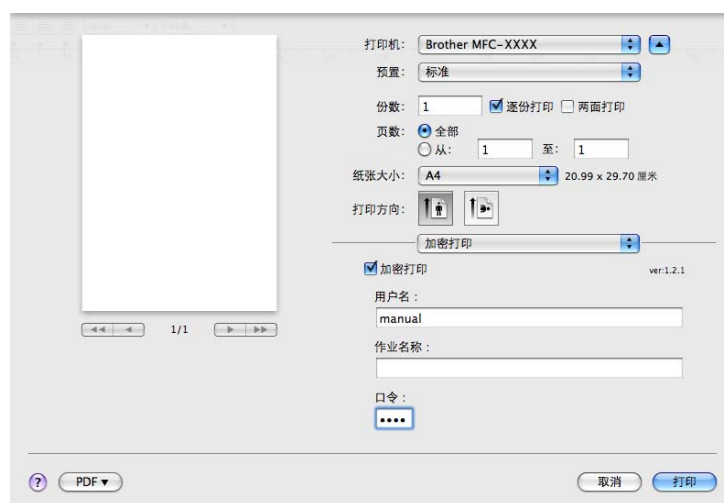 打印机: Brother MFC-XXXX
预置: 标准
份数: 1 逐份打印 两面打印
页数: 全部
从: 1 至: 1
纸张大小: A4 20.99 x 29.70 厘米
打印方向:
加密打印
加密打印 ver:1.2.1
用户名 :
manual
作业名称 :
口令 :
••••
1/1
? PDF▼ 取消 打印